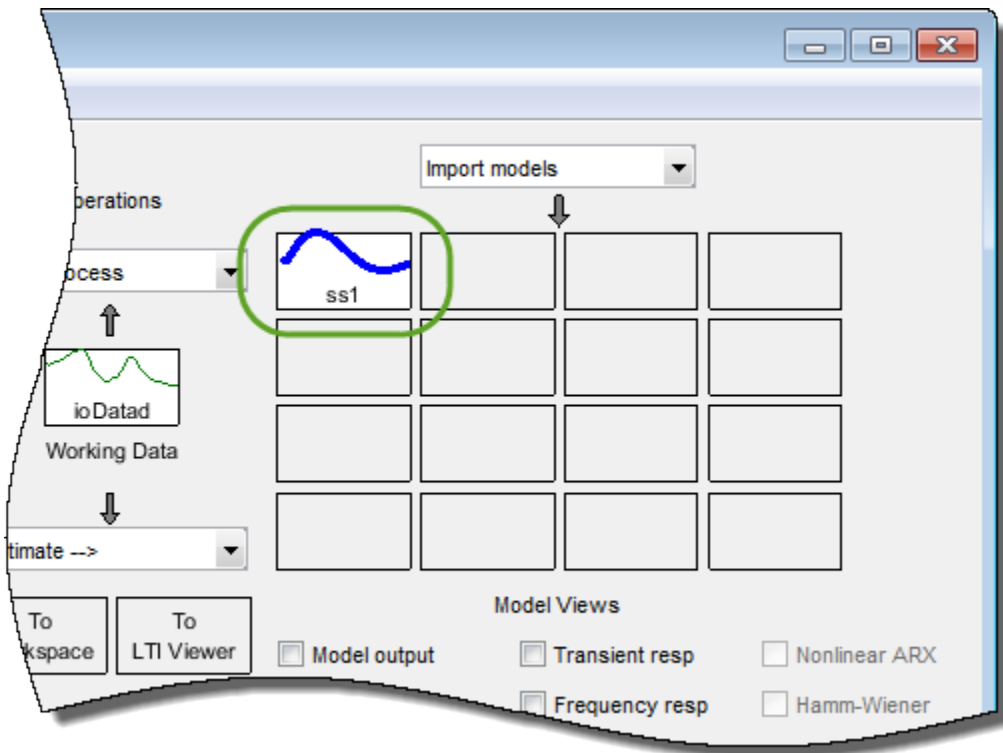 Import models
perations
ocess
ss1
ioDatad
Working Data
timate -->
To
kspace
To
LTI Viewer
Model Views
Model output
Transient resp
Nonlinear ARX
Frequency resp
Hamm-Wiener